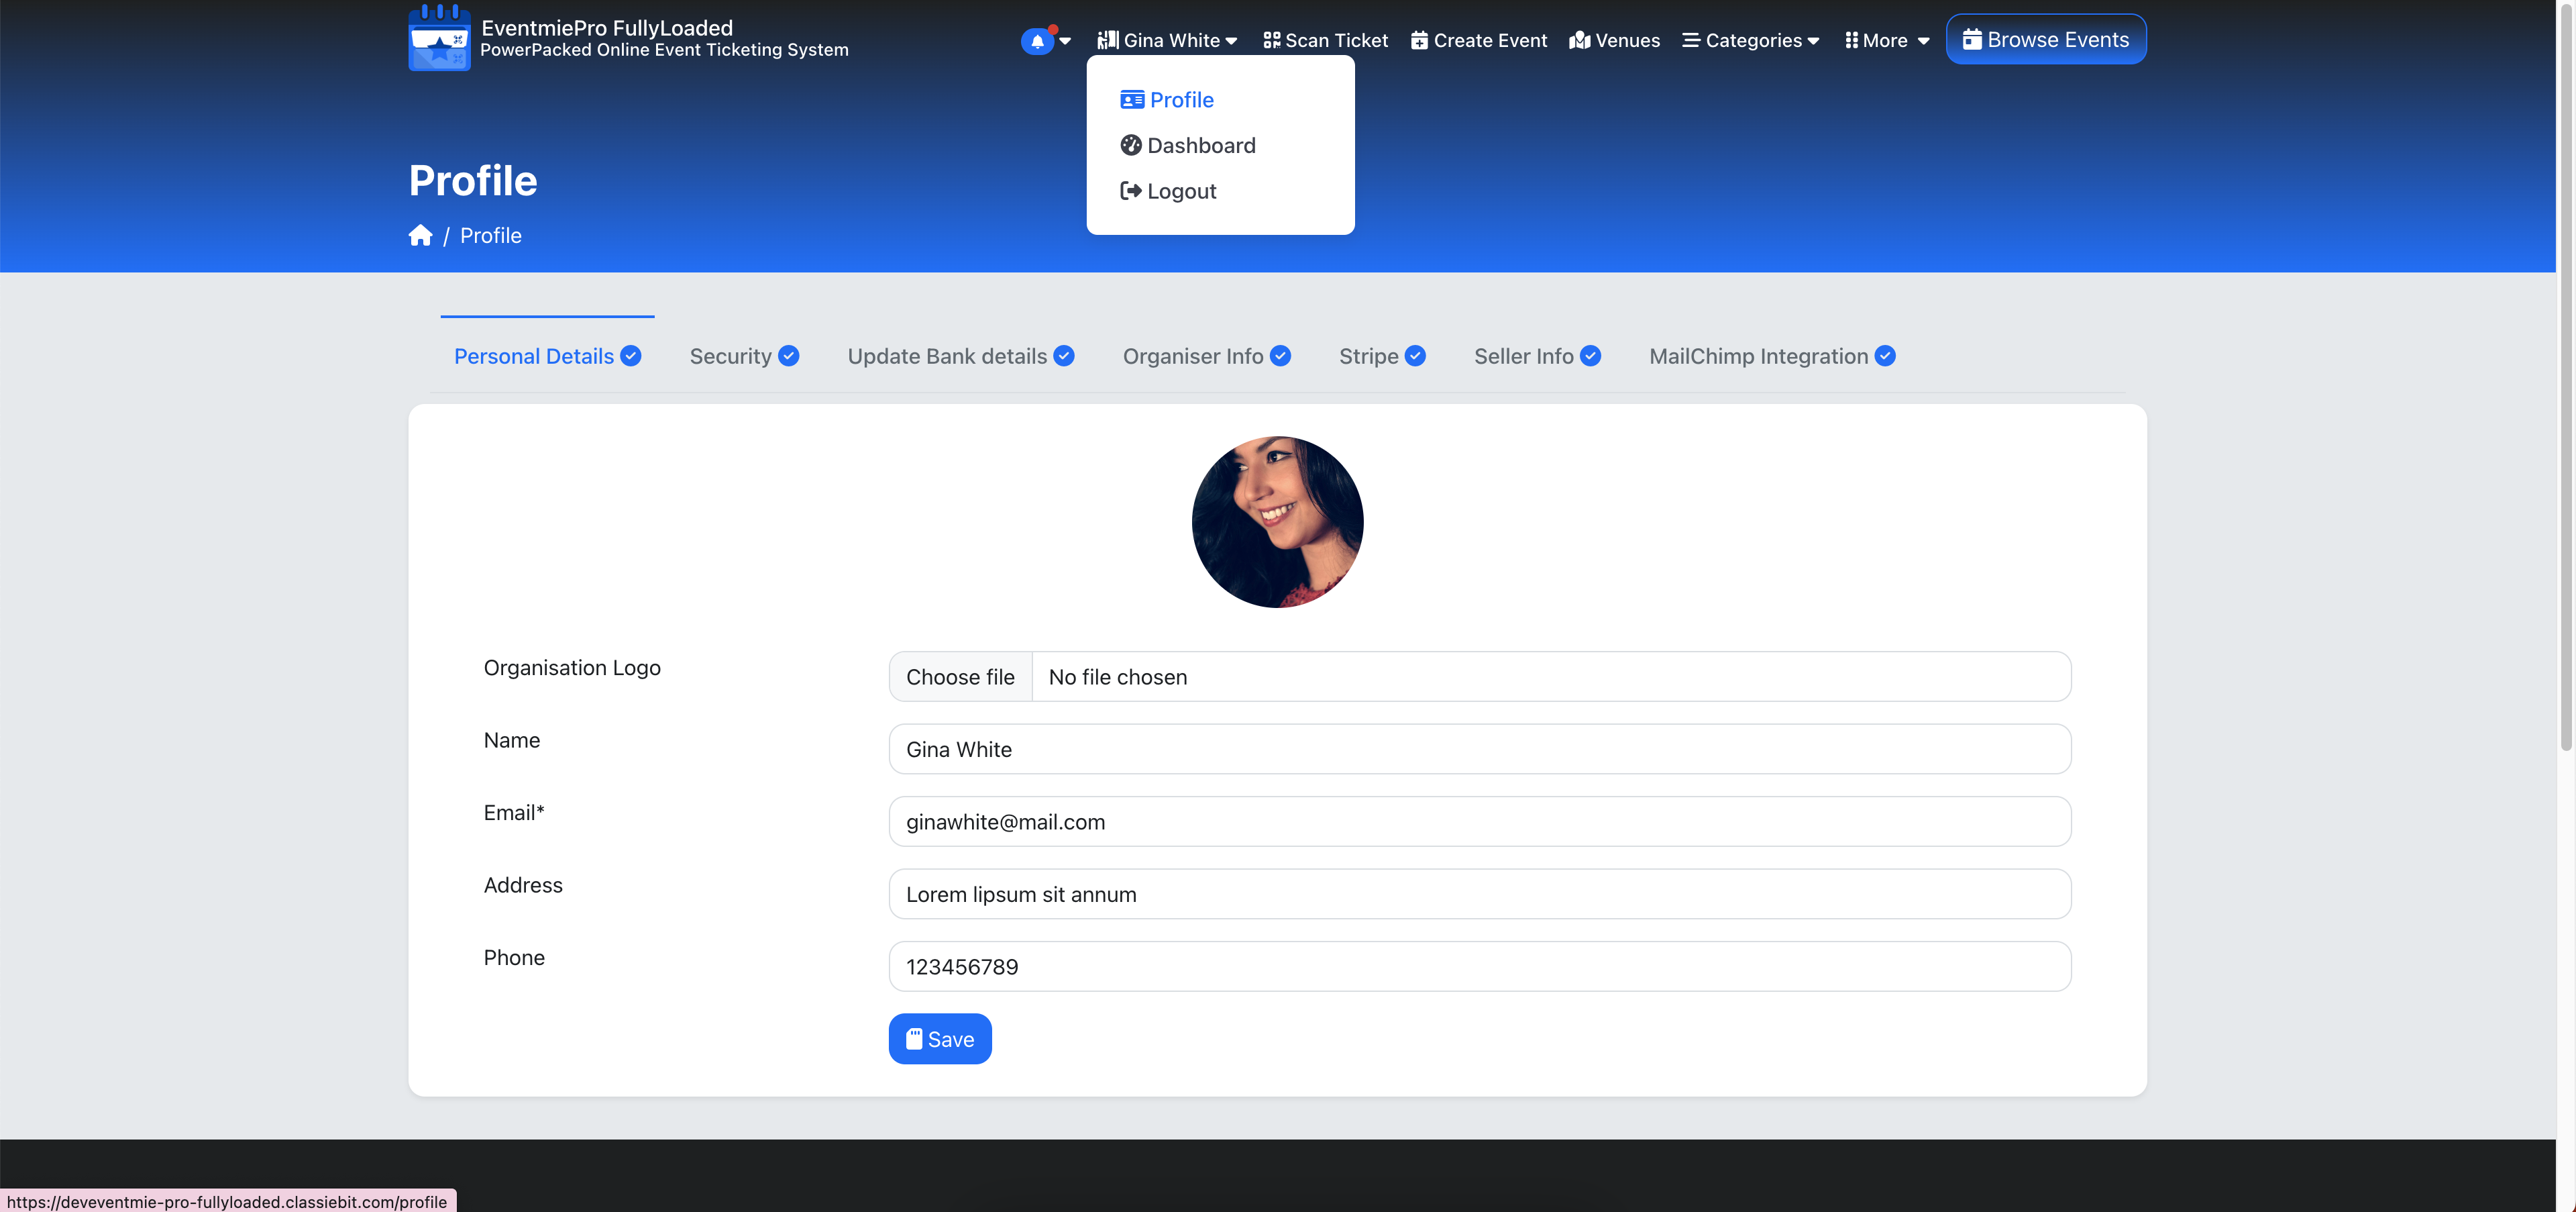 EventmiePro FullyLoaded
PowerPacked Online Event Ticketing System
Gina White
Scan Ticket
Create Event
Venues
Categories
More
Browse Events
Profile
Dashboard
Logout
Profile
/ Profile
Personal Details
Security
Update Bank details
Organiser Info
Stripe
Seller Info
MailChimp Integration
Organisation Logo
Choose file
No file chosen
Name
Gina White
Email*
ginawhite@mail.com
Address
Lorem lipsum sit annum
Phone
123456789
Save
https://deveventmie-pro-fullyloaded.classiebit.com/profile